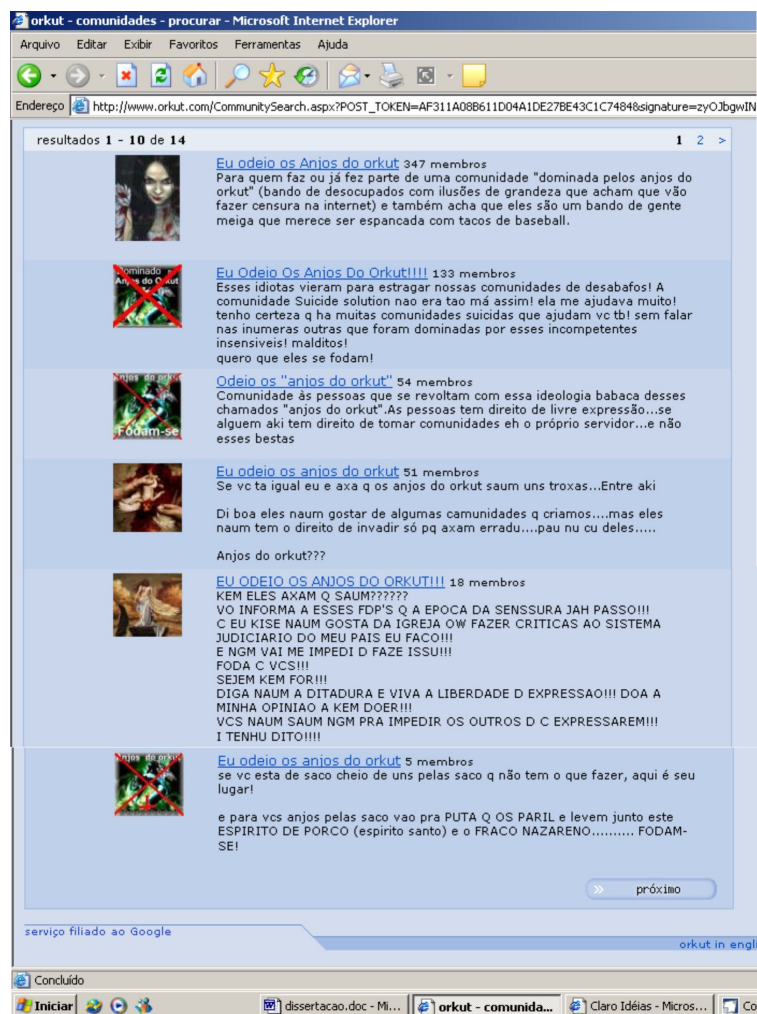 orkut - comunidades - procurar - Microsoft Internet Explorer
Arquivo Editar Exibir Favoritos Ferramentas Ajuda
Endereço http://www.orkut.com/CommunitySearch.aspx?POST_TOKEN=AF311A08B611D04A1DE27BE43C1C7484&signature=zyOJbgwIN
resultados 1 - 10 de 14 1 2 >
Eu odeio os Anjos do orkut 347 membros
Para quem faz ou já fez parte de uma comunidade "dominada pelos anjos do
orkut" (bando de desocupados com ilusões de grandeza que acham que vão
fazer censura na internet) e também acha que eles são um bando de gente
meiga que merece ser espancada com tacos de baseball.
Dominado
Anjos do Orkut
Eu Odeio Os Anjos Do Orkut!!!! 133 membros
Esses idiotas vieram para estragar nossas comunidades de desabafos! A
comunidade Suicide solution nao era tao má assim! ela me ajudava muito!
tenho certeza q ha muitas comunidades suicidas que ajudam vc tb! sem falar
nas inumeras outras que foram dominadas por esses incompetentes
insensiveis! malditos!
quero que eles se fodam!
anjos do orkut
Fodam-se
Odeio os "anjos do orkut" 54 membros
Comunidade às pessoas que se revoltam com essa ideologia babaca desses
chamados "anjos do orkut".As pessoas tem direito de livre expressão...se
alguem aki tem direito de tomar comunidades eh o próprio servidor...e não
esses bestas
Eu odeio os anjos do orkut 51 membros
Se vc ta igual eu e axa q os anjos do orkut saum uns troxas...Entre aki
Di boa eles naum gostar de algumas camunidades q criamos....mas eles
naum tem o direito de invadir só pq axam erradu....pau nu cu deles.....
Anjos do orkut???
EU ODEIO OS ANJOS DO ORKUT!!! 18 membros
KEM ELES AXAM Q SAUM??????
VO INFORMA A ESSES FDP'S Q A EPOCA DA SENSSURA JAH PASSO!!!
C EU KISE NAUM GOSTA DA IGREJA OW FAZER CRITICAS AO SISTEMA
JUDICIARIO DO MEU PAIS EU FACO!!!
E NGM VAI ME IMPEDI D FAZE ISSU!!!
FODA C VCS!!!
SEJEM KEM FOR!!!
DIGA NAUM A DITADURA E VIVA A LIBERDADE D EXPRESSAO!!! DOA A
MINHA OPINIAO A KEM DOER!!!
VCS NAUM SAUM NGM PRA IMPEDIR OS OUTROS D C EXPRESSAREM!!!
I TENHU DITO!!!!
anjos do orkut
Eu odeio os anjos do orkut 5 membros
se vc esta de saco cheio de uns pelas saco q não tem o que fazer, aqui é seu
lugar!
e para vcs anjos pelas saco vao pra PUTA Q OS PARIL e levem junto este
ESPIRITO DE PORCO (espirito santo) e o FRACO NAZARENO.......... FODAM-
SE!
próximo
serviço filiado ao Google
orkut in engli
Concluído
Iniciar dissertacao.doc - Mi... orkut - comunida... Claro Idéias - Micros... Co